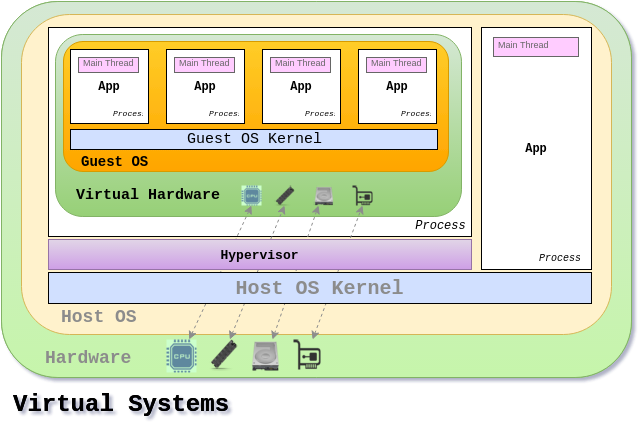 Main Thread
Main Thread
Main Thread
Main Thread
Main Thread
App
App
App
App
Proces.
Proces.
Proces.
Proces.
App
Guest OS Kernel
Guest OS
Virtual Hardware
CPU
Process
Hypervisor
Process
Host OS Kernel
Host OS
Hardware
CPU
Virtual Systems